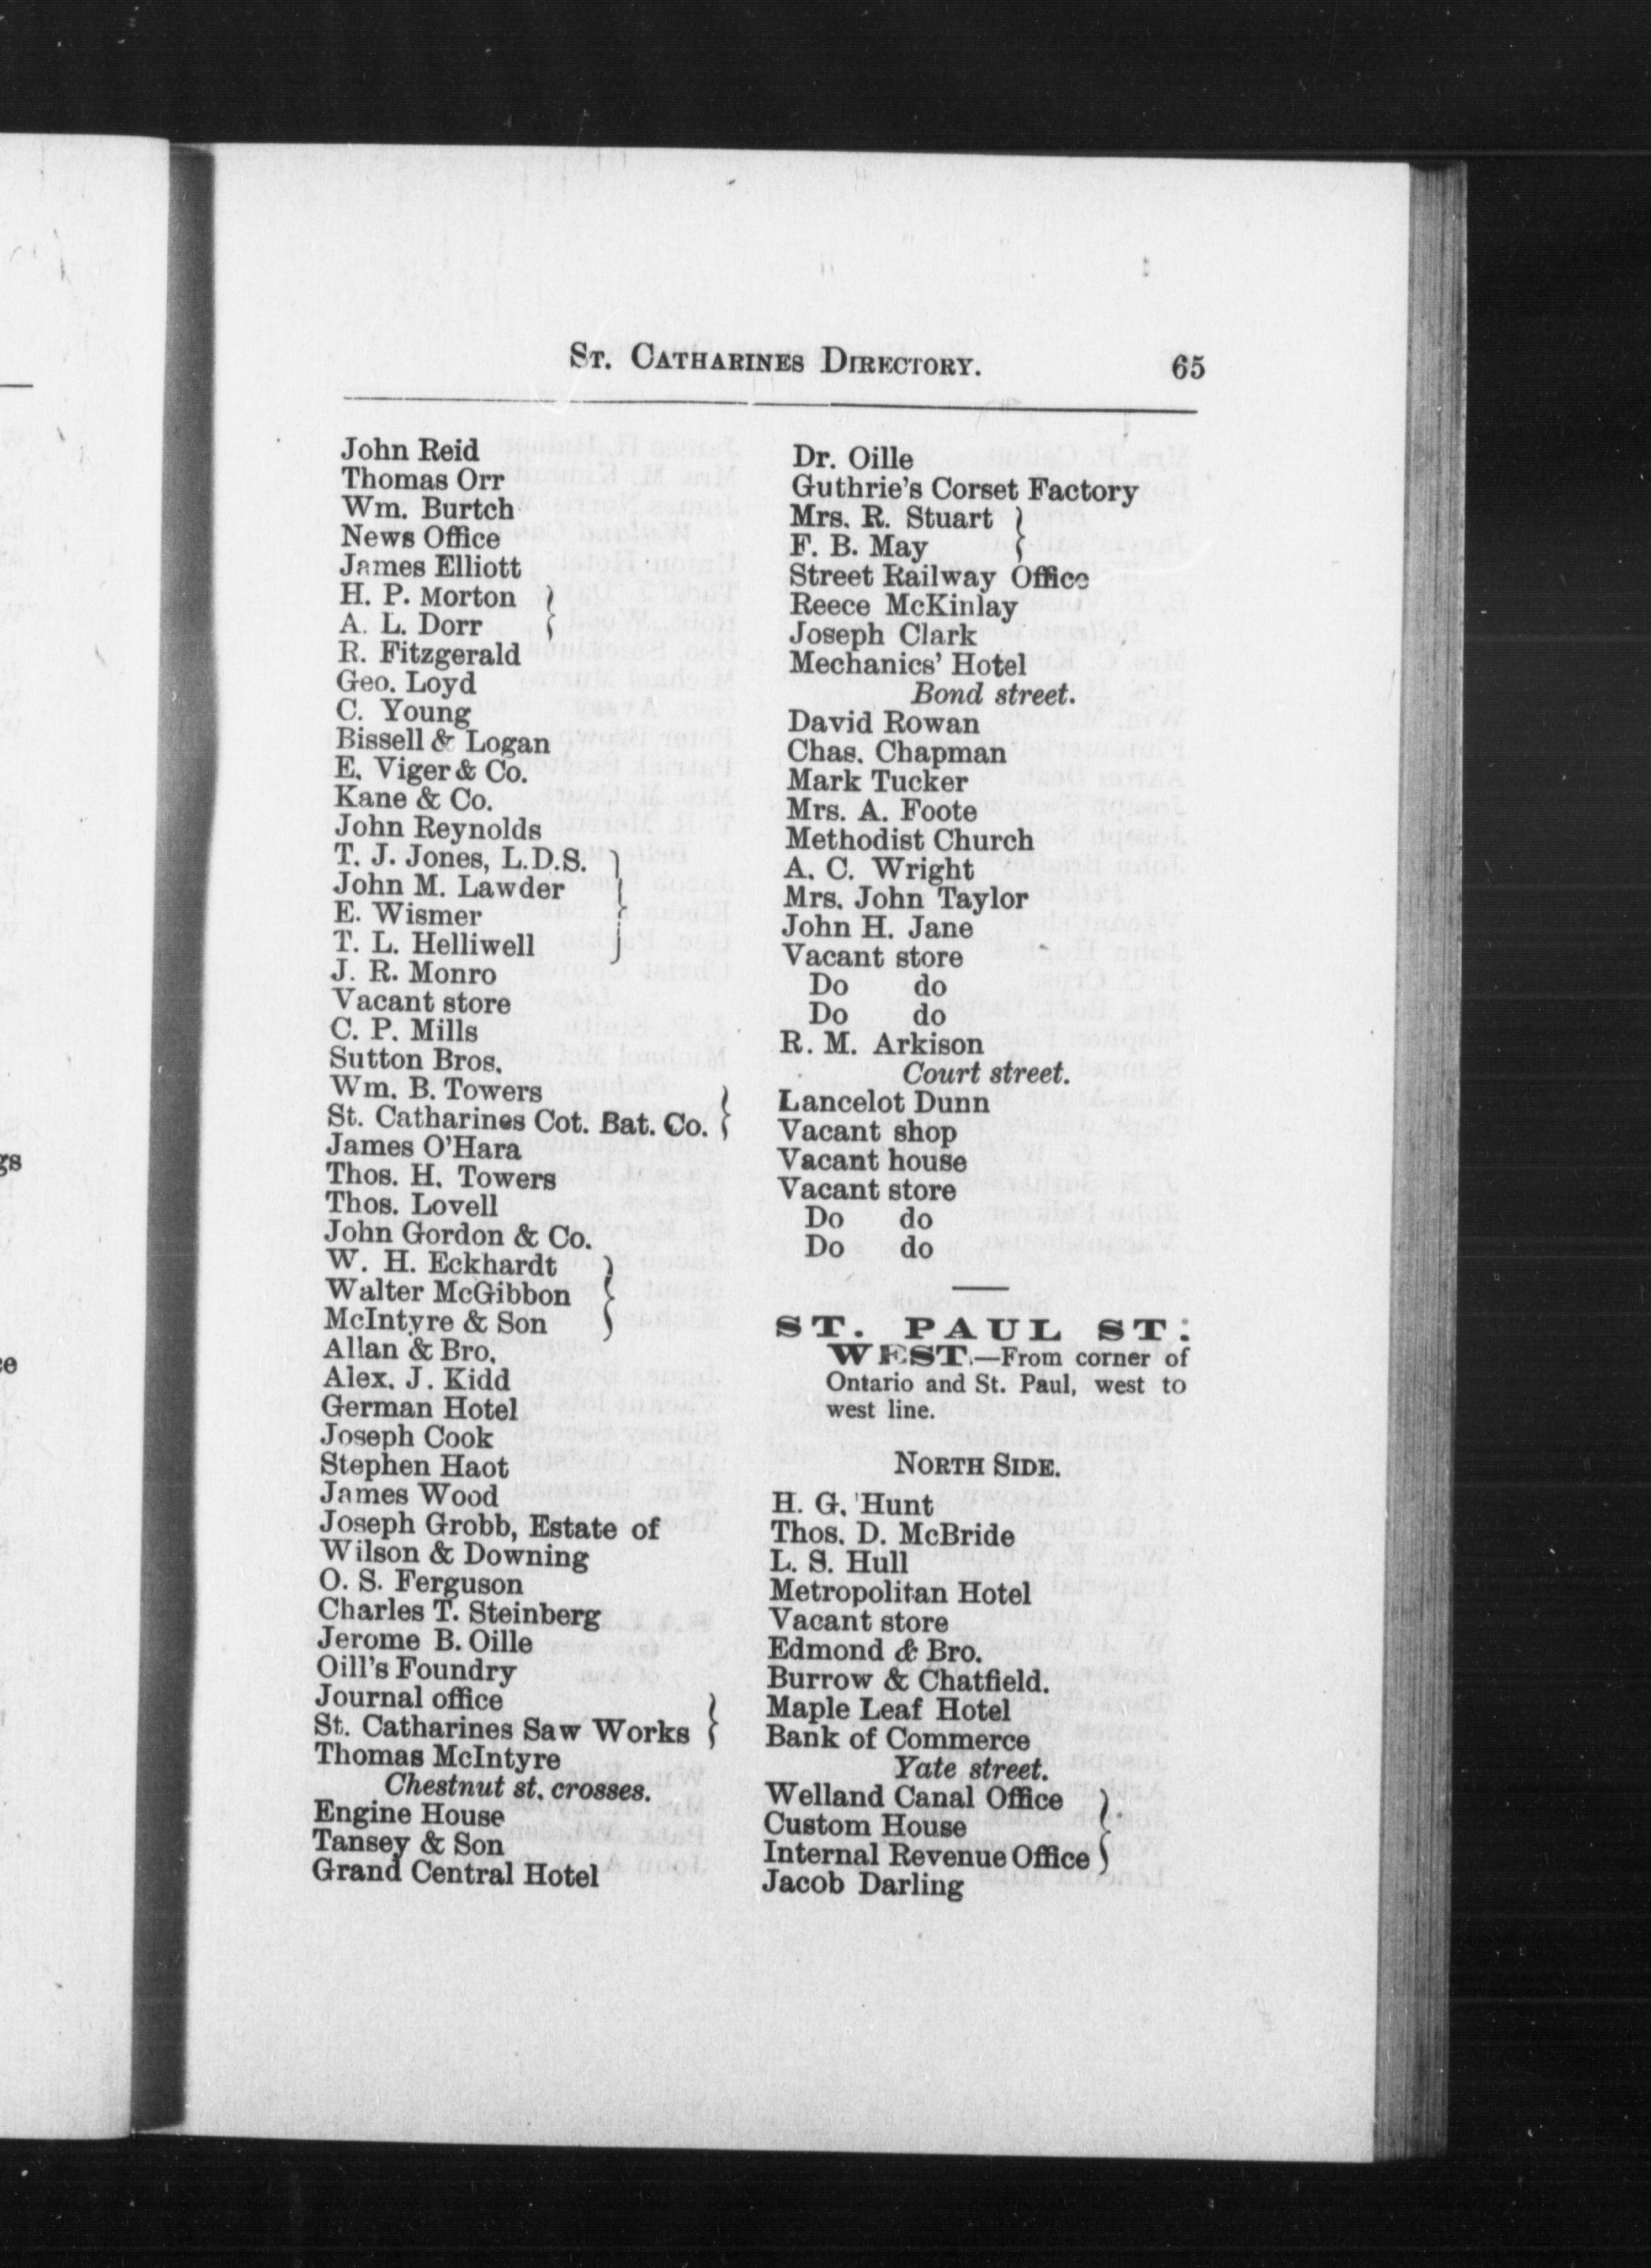 St. Catharines Directory. 65
John Reid
Thomas Orr
Wm. Burtch
News Office
James Elliott
H. P. Morton }
A. L. Dorr
R. Fitzgerald
Geo. Loyd
C. Young
Bissell & Logan
E. Viger & Co.
Kane & Co.
John Reynolds
T. J. Jones, L.D.S. }
John M. Lawder
E. Wismer
T. L. Helliwell
J. R. Monro
Vacant store
C. P. Mills
Sutton Bros.
Wm. B. Towers }
St. Catharines Cot. Bat. Co.
James O'Hara
Thos. H. Towers
Thos. Lovell
John Gordon & Co.
W. H. Eckhardt }
Walter McGibbon
McIntyre & Son
Allan & Bro.
Alex. J. Kidd
German Hotel
Joseph Cook
Stephen Haot
James Wood
Joseph Grobb, Estate of
Wilson & Downing
O. S. Ferguson
Charles T. Steinberg
Jerome B. Oille
Oill's Foundry
Journal office }
St. Catharines Saw Works
Thomas McIntyre
Chestnut st. crosses.
Engine House
Tansey & Son
Grand Central Hotel
Dr. Oille
Guthrie's Corset Factory
Mrs. R. Stuart }
F. B. May
Street Railway Office
Reece McKinlay
Joseph Clark
Mechanics' Hotel
Bond street.
David Rowan
Chas. Chapman
Mark Tucker
Mrs. A. Foote
Methodist Church
A. C. Wright
Mrs. John Taylor
John H. Jane
Vacant store
Do do
Do do
R. M. Arkison
Court street.
Lancelot Dunn
Vacant shop
Vacant house
Vacant store
Do do
Do do
ST. PAUL ST.
WEST.—From corner of
Ontario and St. Paul, west to
west line.
North Side.
H. G. Hunt
Thos. D. McBride
L. S. Hull
Metropolitan Hotel
Vacant store
Edmond & Bro.
Burrow & Chatfield.
Maple Leaf Hotel
Bank of Commerce
Yate street.
Welland Canal Office }
Custom House
Internal Revenue Office
Jacob Darling